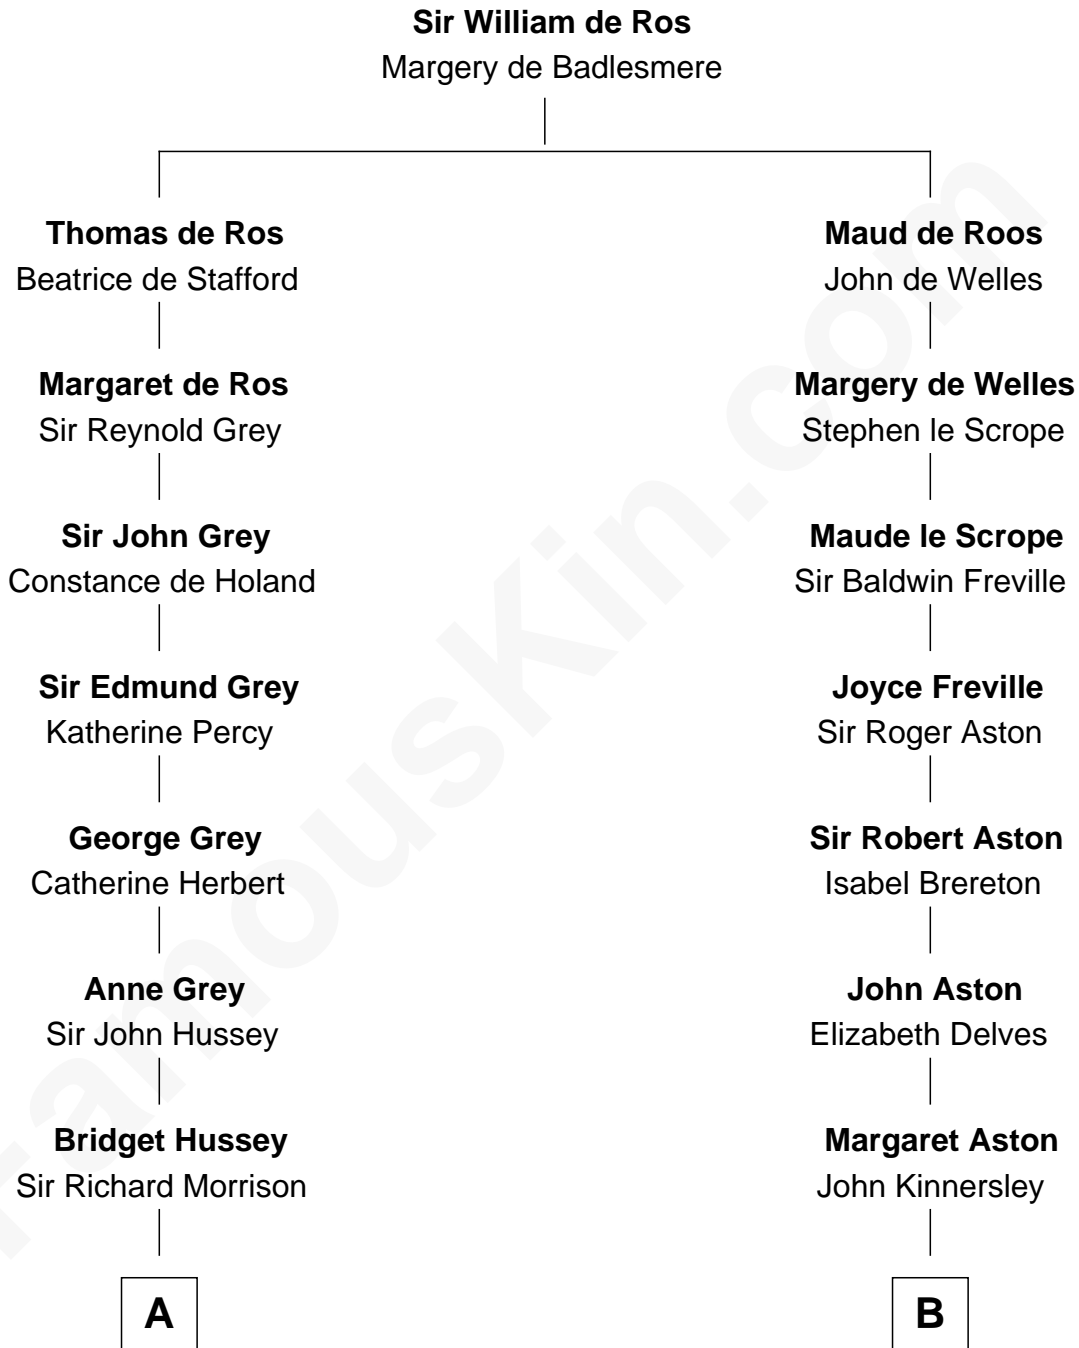 Sir William de Ros
Margery de Badlesmere
Thomas de Ros
Beatrice de Stafford
Margaret de Ros
Sir Reynold Grey
Sir John Grey
Constance de Holand
Sir Edmund Grey
Katherine Percy
George Grey
Catherine Herbert
Anne Grey
Sir John Hussey
Bridget Hussey
Sir Richard Morrison
A
Maud de Roos
John de Welles
Margery de Welles
Stephen le Scrope
Maude le Scrope
Sir Baldwin Freville
Joyce Freville
Sir Roger Aston
Sir Robert Aston
Isabel Brereton
John Aston
Elizabeth Delves
Margaret Aston
John Kinnersley
B
FamousKin.com